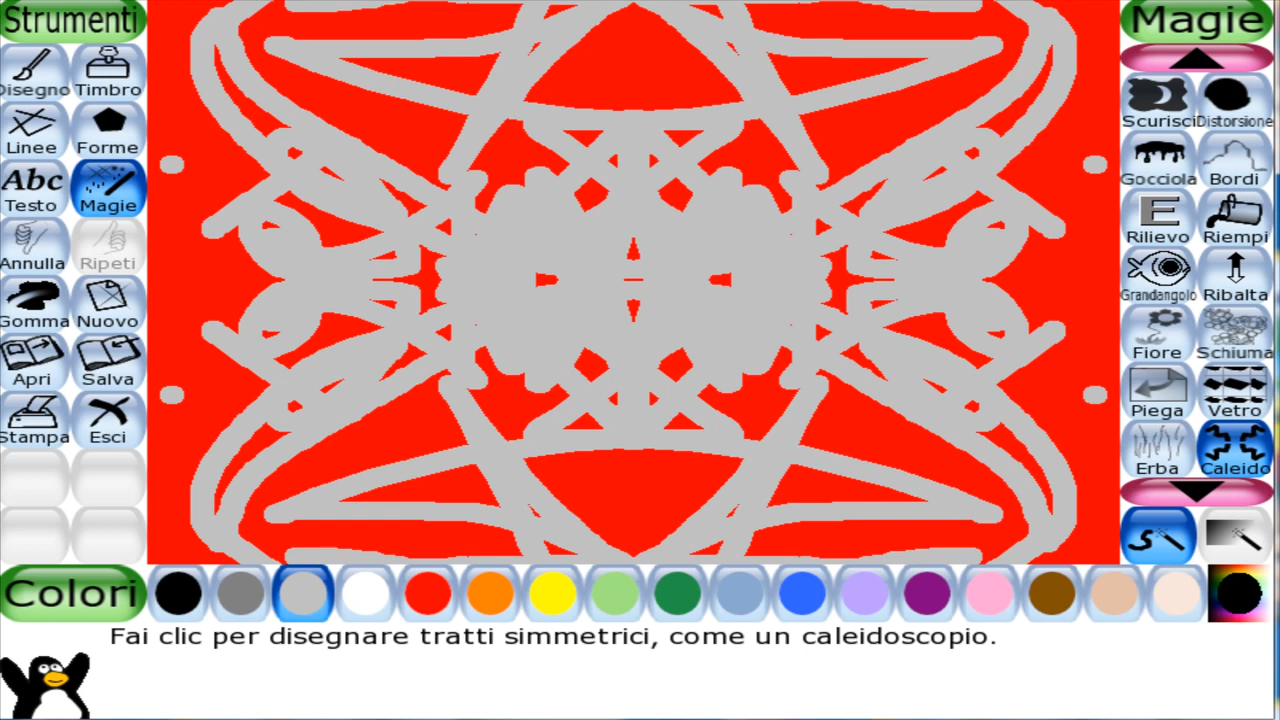 Strumenti
Disegno Timbro
Linee Forme
Abc
Testo Magie
Annulla Ripeti
Gomma Nuovo
Apri Salva
Stampa Esci
Magie
Scurisci Distorsione
Gocciola Bordi
E
Rilievo Riempi
Grandangolo Ribalta
Fiore Schiuma
Piega Vetro
Erba Caleido
Colori
Fai clic per disegnare tratti simmetrici, come un caleidoscopio.